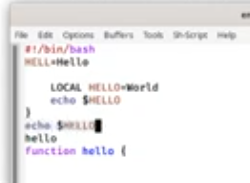 File Edit Options Buffers Tools Sh-Script Help
#!/bin/bash
HELL=Hello
LOCAL HELLO=World
echo $HELLO
}
echo $HELLO
hello
function hello {